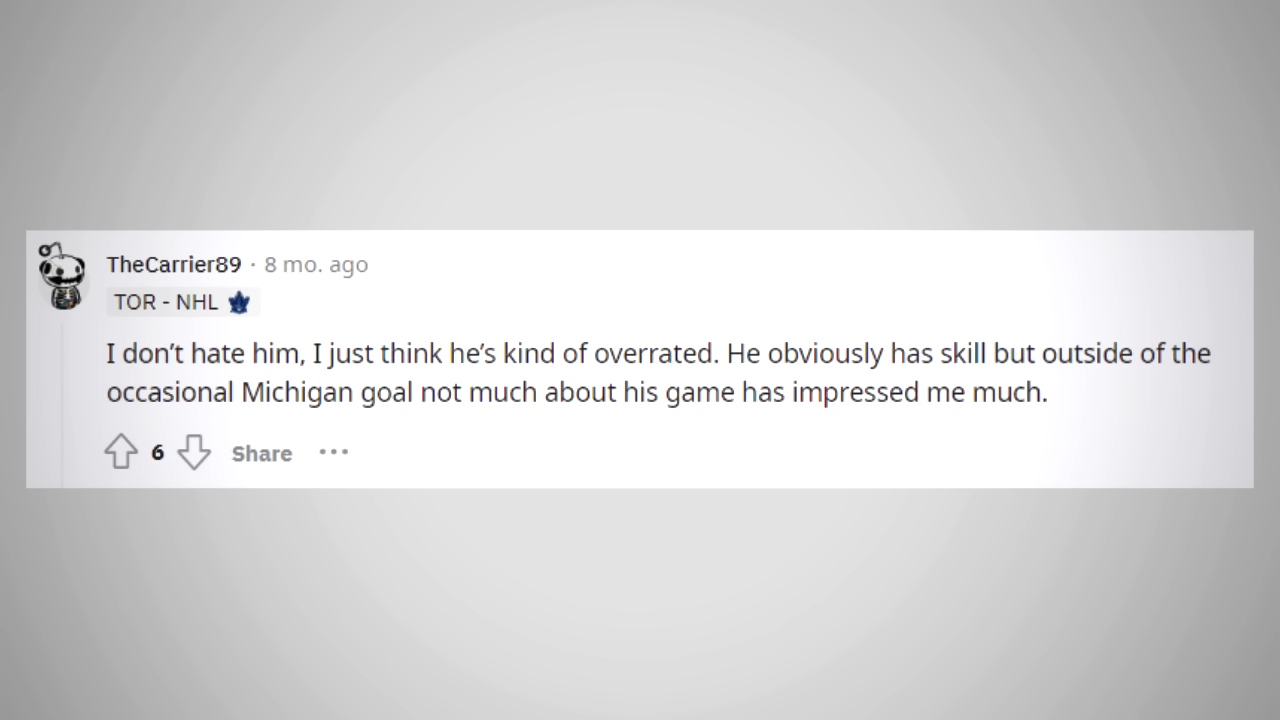 TheCarrier89 · 8 mo. ago
TOR - NHL
I don’t hate him, I just think he’s kind of overrated. He obviously has skill but outside of the
occasional Michigan goal not much about his game has impressed me much.
6 Share ···